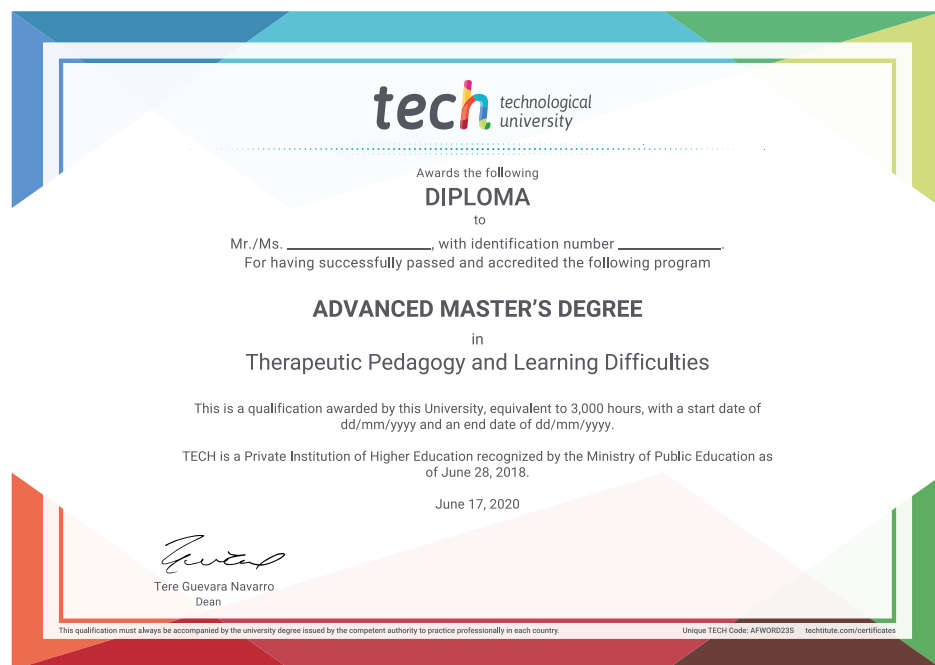 tech technological
university
Awards the following
DIPLOMA
to
Mr./Ms. ____________________, with identification number ______________.
For having successfully passed and accredited the following program
ADVANCED MASTER'S DEGREE
in
Therapeutic Pedagogy and Learning Difficulties
This is a qualification awarded by this University, equivalent to 3,000 hours, with a start date of
dd/mm/yyyy and an end date of dd/mm/yyyy.
TECH is a Private Institution of Higher Education recognized by the Ministry of Public Education as
of June 28, 2018.
June 17, 2020
Tere Guevara Navarro
Dean
This qualification must always be accompanied by the university degree issued by the competent authority to practice professionally in each country.
Unique TECH Code: AFWORD23S techtitute.com/certificates